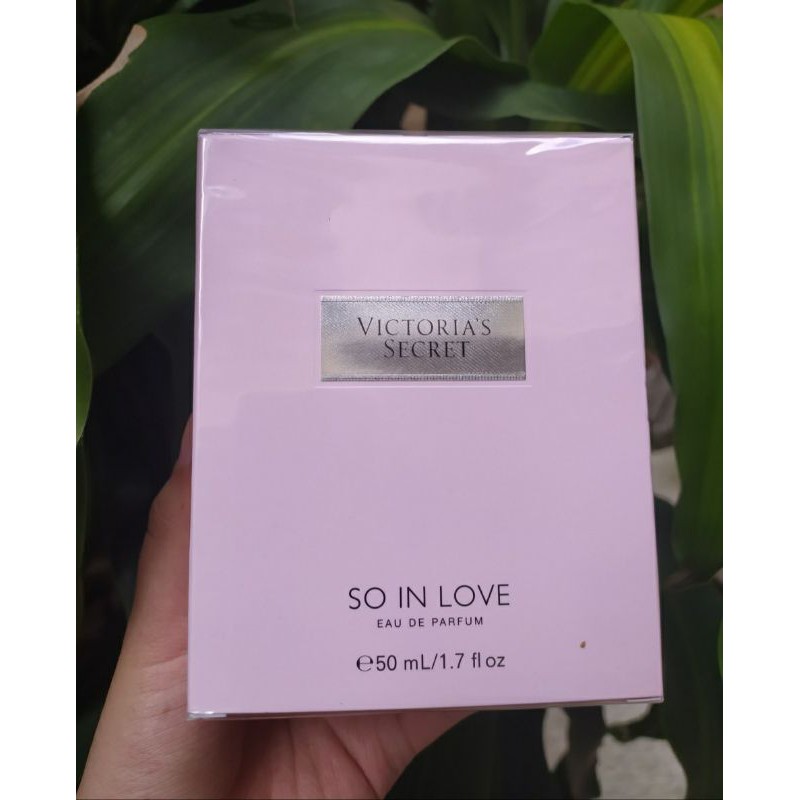 VICTORIA'S
SECRET
SO IN LOVE
EAU DE PARFUM
℮50 mL/1.7 fl oz